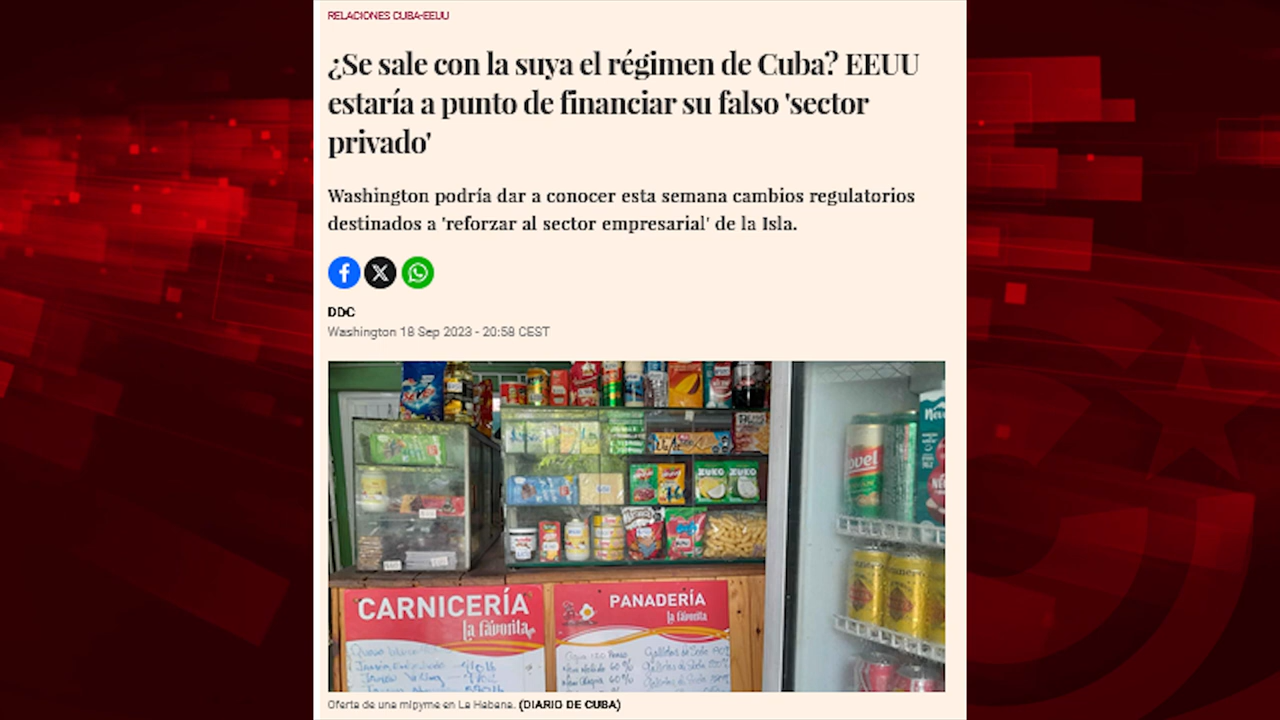 RELACIONES CUBA-EEUU
¿Se sale con la suya el régimen de Cuba? EEUU
estaría a punto de financiar su falso 'sector
privado'
Washington podría dar a conocer esta semana cambios regulatorios
destinados a 'reforzar al sector empresarial' de la Isla.
DDC
Washington 18 Sep 2023 - 20:58 CEST
ZUKO ZUKO
CARNICERÍA
la favorita
PANADERÍA
la favorita
Oferta de una mipyme en La Habana. (DIARIO DE CUBA)